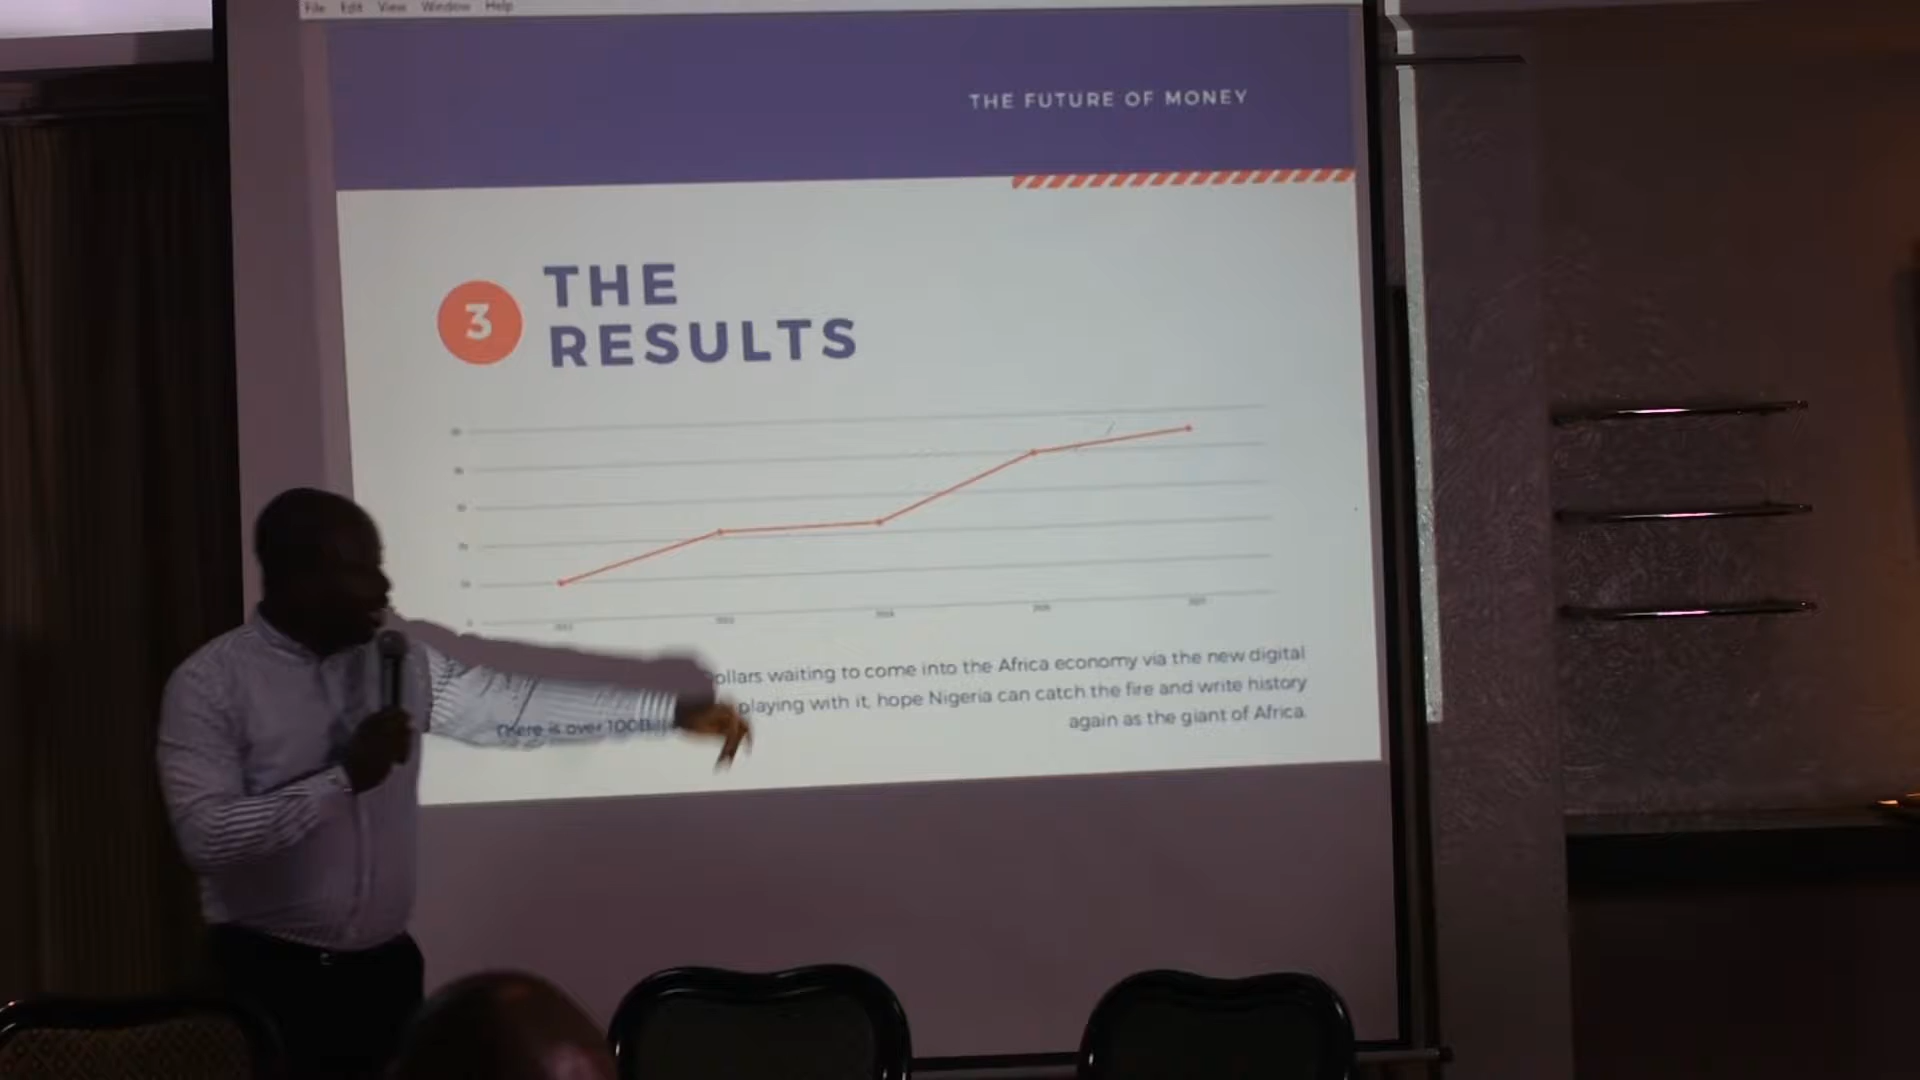 File Edit View Window Help
THE FUTURE OF MONEY
3
THE
RESULTS
waiting to come into the Africa economy via the new digital
There is over playing with it, hope Nigeria can catch the fire and write history
again as the giant of Africa.